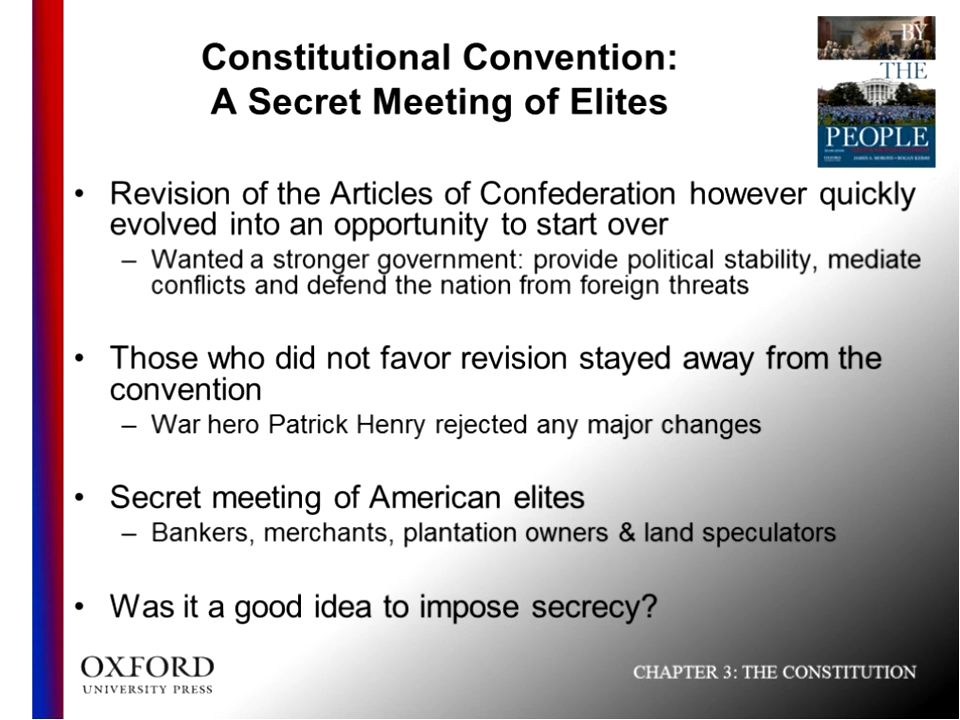 Constitutional Convention:
A Secret Meeting of Elites
BY
THE
PEOPLE
• Revision of the Articles of Confederation however quickly
evolved into an opportunity to start over
– Wanted a stronger government: provide political stability, mediate
conflicts and defend the nation from foreign threats
• Those who did not favor revision stayed away from the
convention
– War hero Patrick Henry rejected any major changes
• Secret meeting of American elites
– Bankers, merchants, plantation owners & land speculators
• Was it a good idea to impose secrecy?
OXFORD
UNIVERSITY PRESS
CHAPTER 3: THE CONSTITUTION